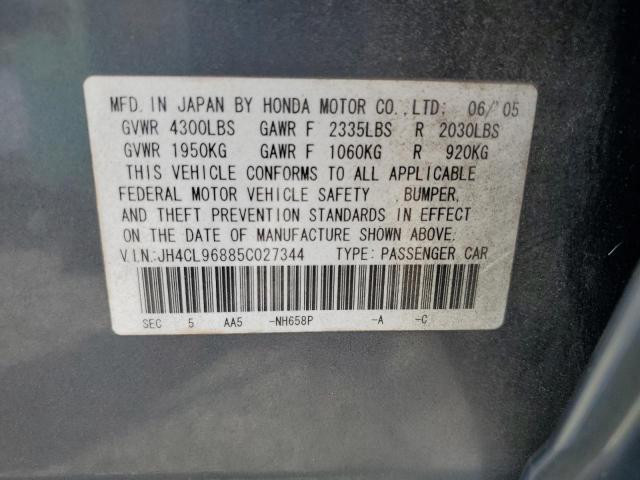 MFD. IN JAPAN BY HONDA MOTOR CO.,LTD: 06/'05
GVWR 4300LBS GAWR F 2335LBS R 2030LBS
GVWR 1950KG GAWR F 1060KG R 920KG
THIS VEHICLE CONFORMS TO ALL APPLICABLE
FEDERAL MOTOR VEHICLE SAFETY , BUMPER,
AND THEFT PREVENTION STANDARDS IN EFFECT
ON THE DATE OF MANUFACTURE SHOWN ABOVE.
V.I.N.:JH4CL96885C027344 TYPE: PASSENGER CAR
SEC 5 AA5 -NH658P -A -C